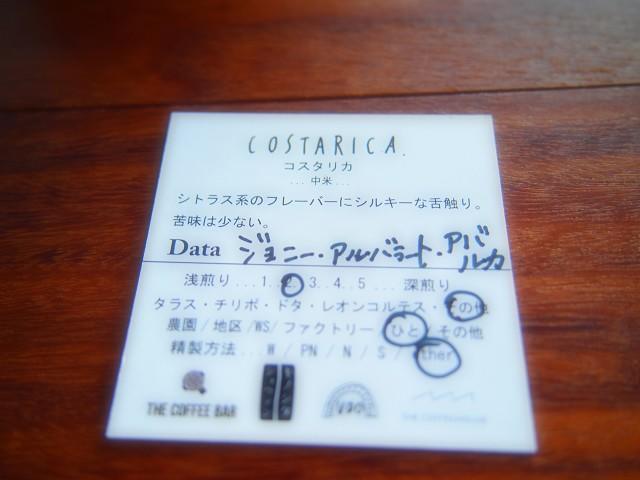 COSTARICA.
コスタリカ
...中米...
シトラス系のフレーバーにシルキーな舌触り。
苦味は少ない。
Data ジョニー・アルバラート・アバルカ
浅煎り...1..2..3..4..5 ...深煎り
タラス・チリポ・ドタ・レオンコルテス・その他
農園/地区/WS/ファクトリー/ひと/その他
精製方法...W / PN / N / S / other
THE COFFEE BAR